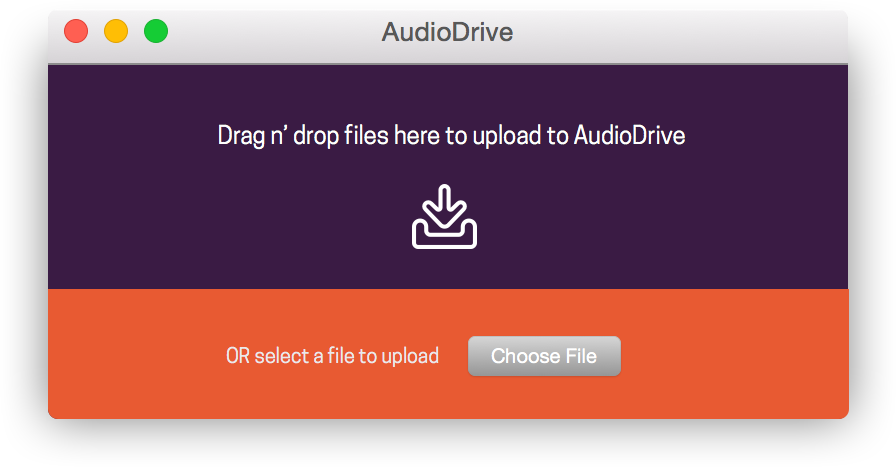 AudioDrive
Drag n’ drop files here to upload to AudioDrive
OR select a file to upload
Choose File